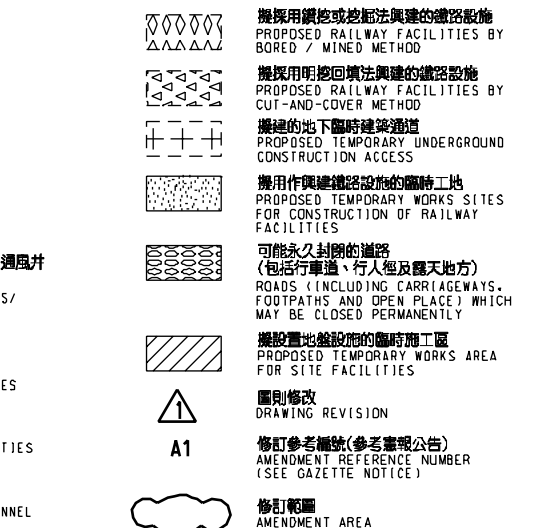 擬採用鑽挖或挖掘法興建的鐵路設施
PROPOSED RAILWAY FACILITIES BY
BORED / MINED METHOD
擬採用明挖回填法興建的鐵路設施
PROPOSED RAILWAY FACILITIES BY
CUT-AND-COVER METHOD
擬建的地下臨時建築通道
PROPOSED TEMPORARY UNDERGROUND
CONSTRUCTION ACCESS
擬用作興建鐵路設施的臨時工地
PROPOSED TEMPORARY WORKS SITES
FOR CONSTRUCTION OF RAILWAY
FACILITIES
通風井
S/
可能永久封閉的道路
(包括行車道、行人徑及露天地方)
ROADS (INCLUDING CARRIAGEWAYS,
FOOTPATHS AND OPEN PLACE) WHICH
MAY BE CLOSED PERMANENTLY
擬設置地盤設施的臨時施工區
PROPOSED TEMPORARY WORKS AREA
FOR SITE FACILITIES
ES
1
圖則修改
DRAWING REVISION
TIES
A1
修訂參考編號(參考憲報公告)
AMENDMENT REFERENCE NUMBER
(SEE GAZETTE NOTICE)
NNEL
修訂範圍
AMENDMENT AREA